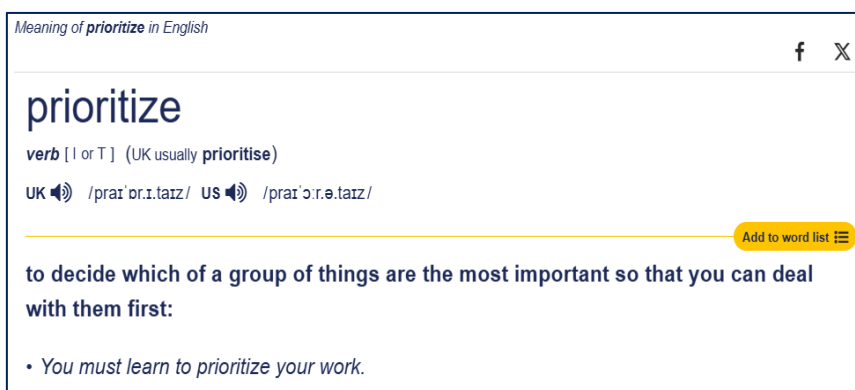 Meaning of prioritize in English
f X
prioritize
verb [ I or T ] (UK usually prioritise)
UK /praɪˈɒr.ɪ.taɪz/ US /praɪˈɔːr.ə.taɪz/
Add to word list
to decide which of a group of things are the most important so that you can deal
with them first:
• You must learn to prioritize your work.